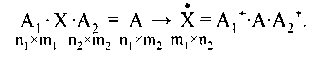 A₁ · X · A₂ = A → Ẋ = A₁⁺·A·A₂⁺.
n₁×m₁ n₂×m₂ n₁×m₂ m₁×n₂